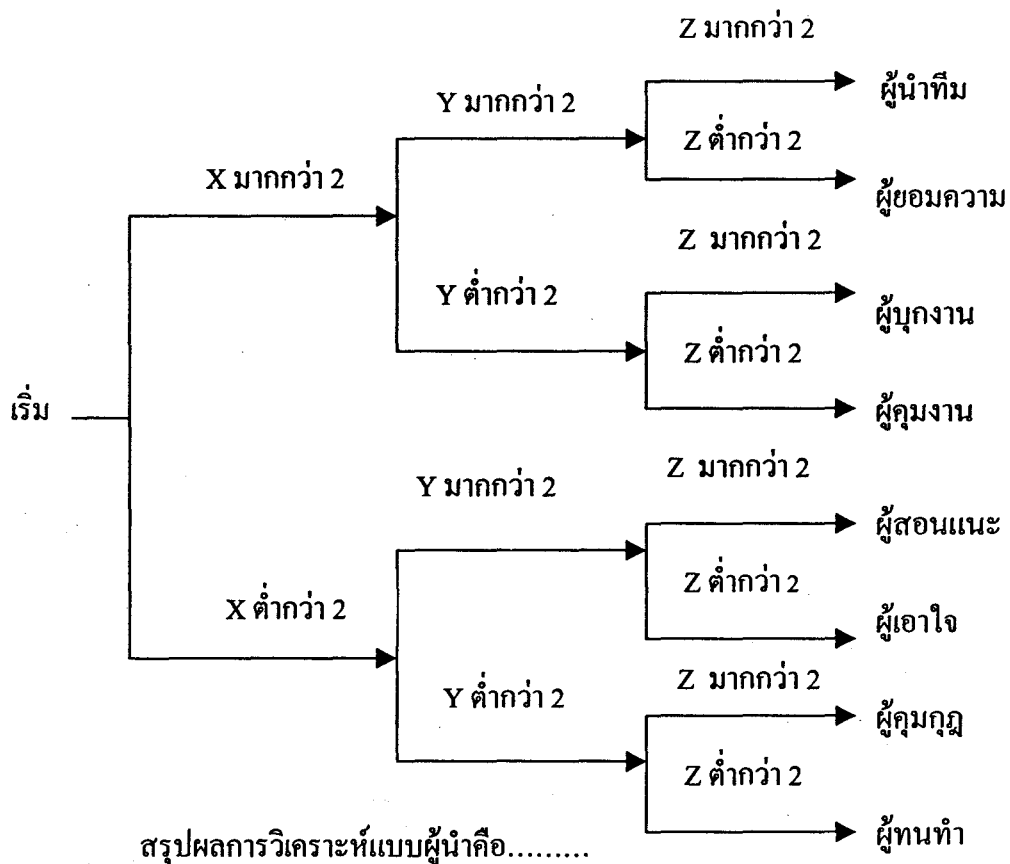 Z มากกว่า 2
ผู้นำทีม
Y มากกว่า 2
Z ต่ำกว่า 2
X มากกว่า 2
ผู้ยอมความ
Z มากกว่า 2
Y ต่ำกว่า 2
ผู้บุกงาน
Z ต่ำกว่า 2
เริ่ม
ผู้คุมงาน
Z มากกว่า 2
Y มากกว่า 2
ผู้สอนแนะ
Z ต่ำกว่า 2
X ต่ำกว่า 2
ผู้เอาใจ
Z มากกว่า 2
Y ต่ำกว่า 2
ผู้คุมกฎ
Z ต่ำกว่า 2
ผู้ทนทำ
สรุปผลการวิเคราะห์แบบผู้นำคือ.........